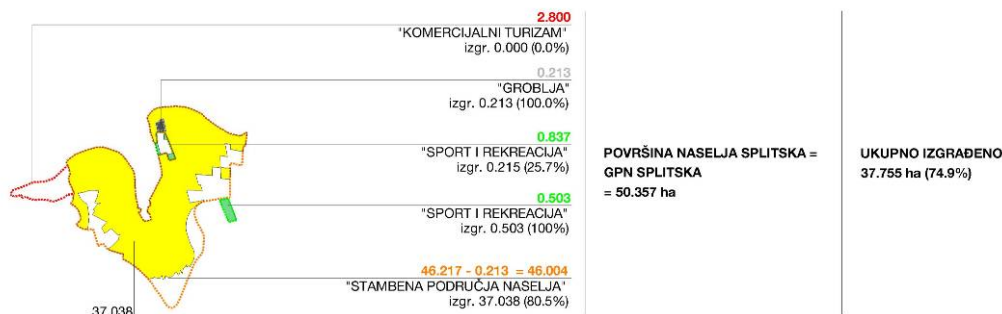 2.800
"KOMERCIJALNI TURIZAM"
izgr. 0.000 (0.0%)
0.213
"GROBLJA"
izgr. 0.213 (100.0%)
0.837
"SPORT I REKREACIJA"
izgr. 0.215 (25.7%)
0.503
"SPORT I REKREACIJA"
izgr. 0.503 (100%)
46.217 - 0.213 = 46.004
"STAMBENA PODRUČJA NASELJA"
izgr. 37.038 (80.5%)
37.038
POVRŠINA NASELJA SPLITSKA =
GPN SPLITSKA
= 50.357 ha
UKUPNO IZGRAĐENO
37.755 ha (74.9%)